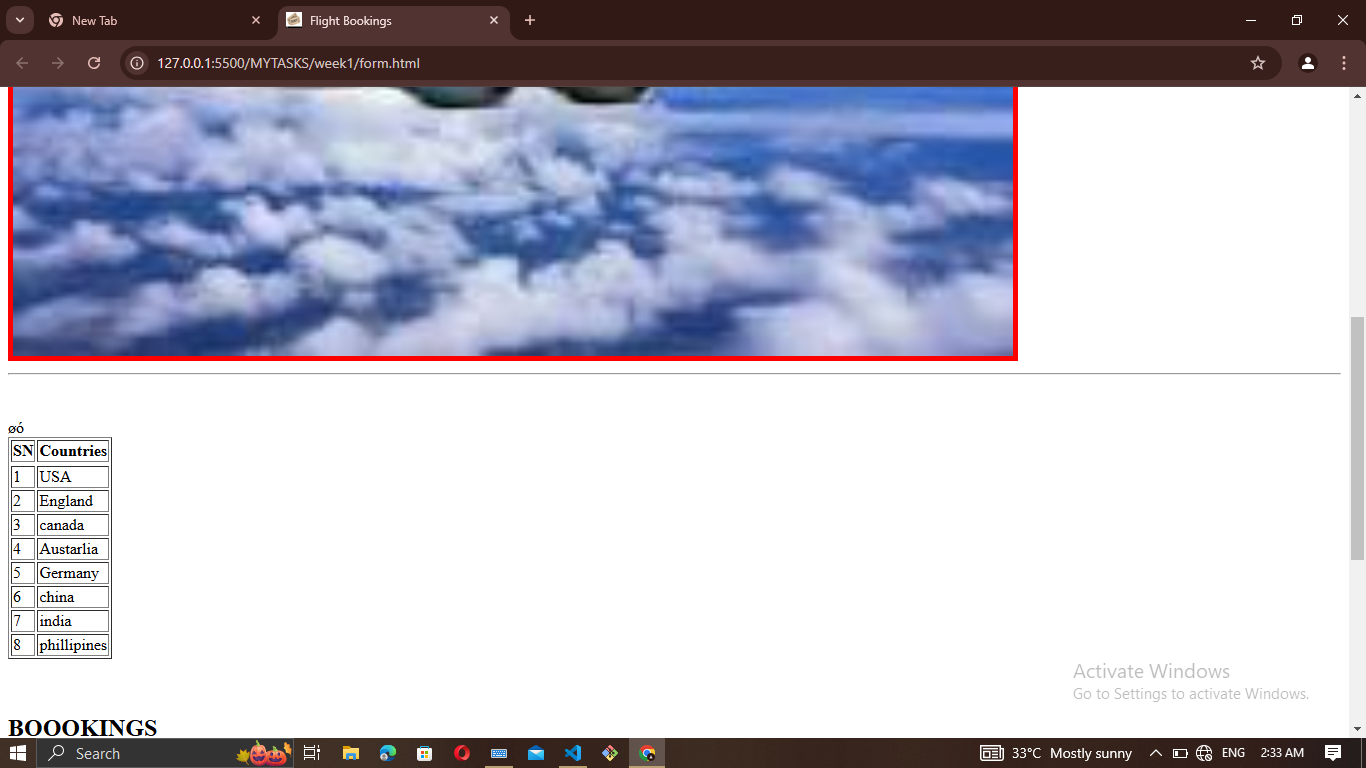 New Tab
Flight Bookings
127.0.0.1:5500/MYTASKS/week1/form.html
øó
SN Countries
1 USA
2 England
3 canada
4 Austarlia
5 Germany
6 china
7 india
8 phillipines
Activate Windows
Go to Settings to activate Windows.
BOOOKINGS
Search
33°C Mostly sunny
ENG
2:33 AM